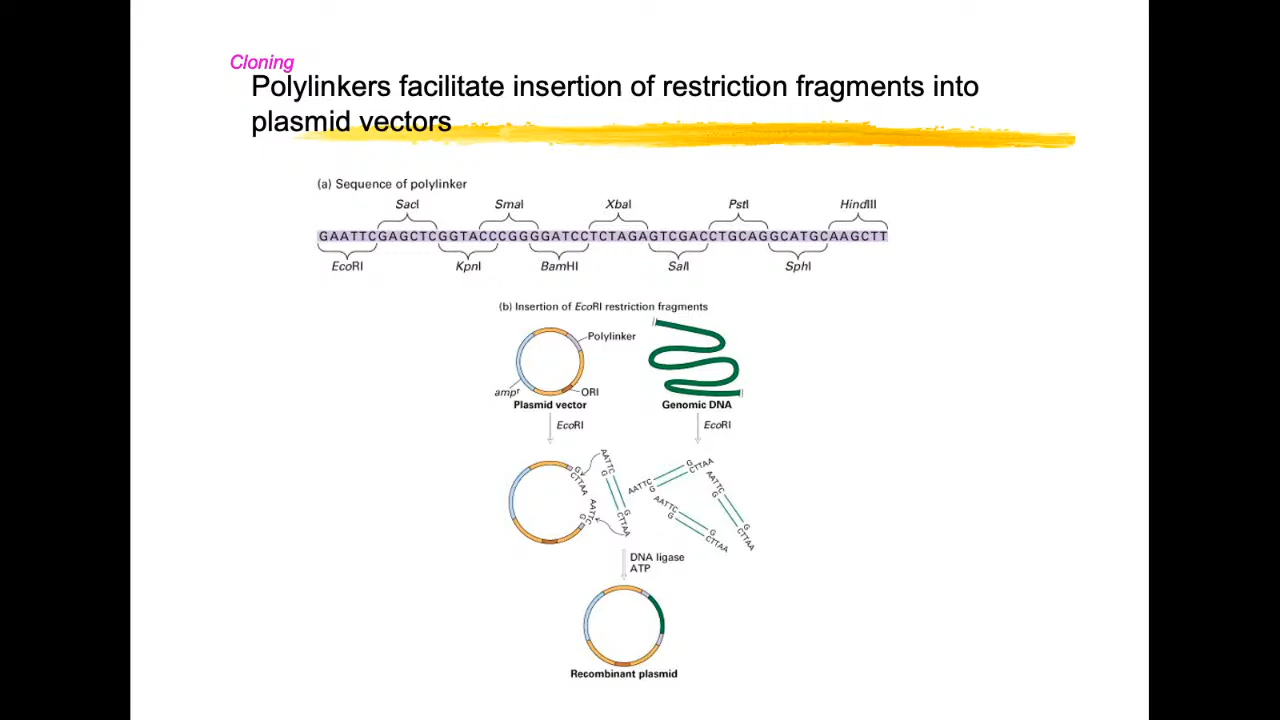 Cloning
Polylinkers facilitate insertion of restriction fragments into
plasmid vectors
(a) Sequence of polylinker
SacI SmaI XbaI PstI HindIII
GAATTCGAGCTCGGTACCCGGGGATCCTCTAGAGTCGACCTGCAGGCATGCAAGCTT
EcoRI KpnI BamHI SalI SphI
(b) Insertion of EcoRI restriction fragments
Polylinker
ampr
ORI
Plasmid vector
Genomic DNA
EcoRI
EcoRI
G
CTTAA
AATTC
G
AATTC
G
G
CTTAA
AATTC
G
G
CTTAA
AATTC
G
G
CTTAA
AATTC
G
G
CTTAA
DNA ligase
ATP
Recombinant plasmid